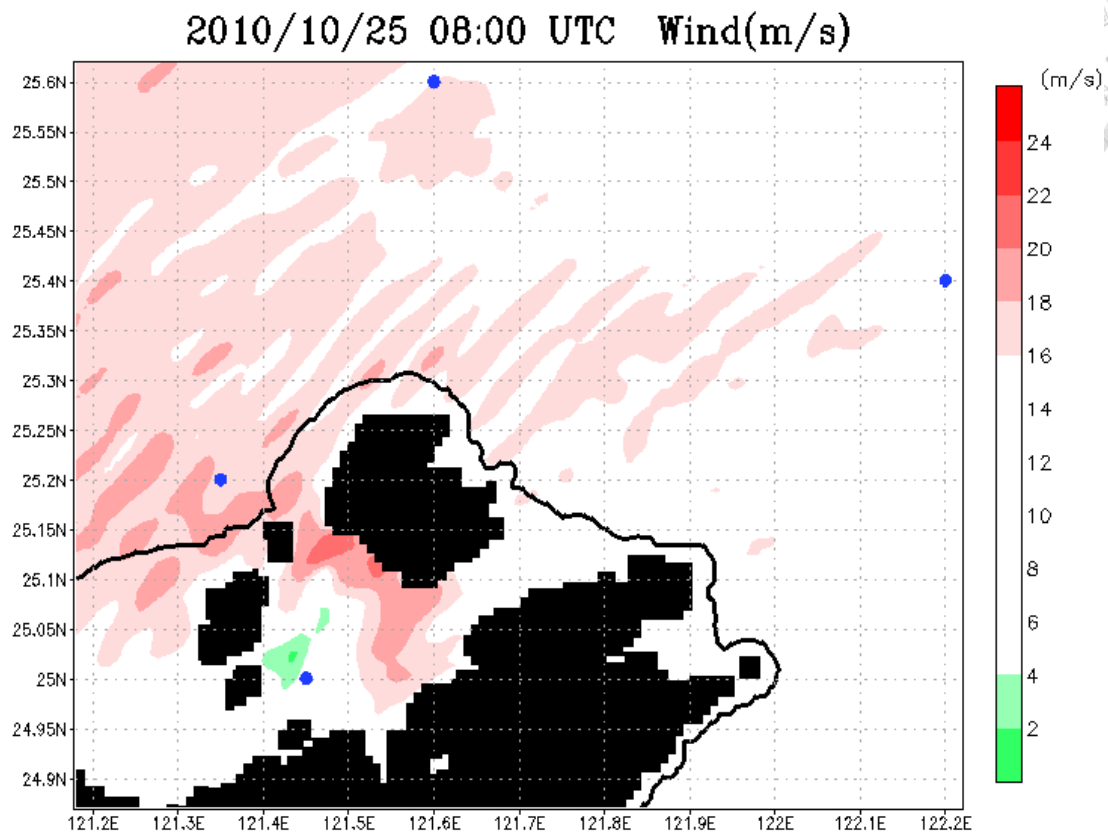 2010/10/25 08:00 UTC Wind(m/s)
(m/s)
25.6N
25.55N
25.5N
25.45N
25.4N
25.35N
25.3N
25.25N
25.2N
25.15N
25.1N
25.05N
25N
24.95N
24.9N
121.2E 121.3E 121.4E 121.5E 121.6E 121.7E 121.8E 121.9E 122E 122.1E 122.2E
24
22
20
18
16
14
12
10
8
6
4
2